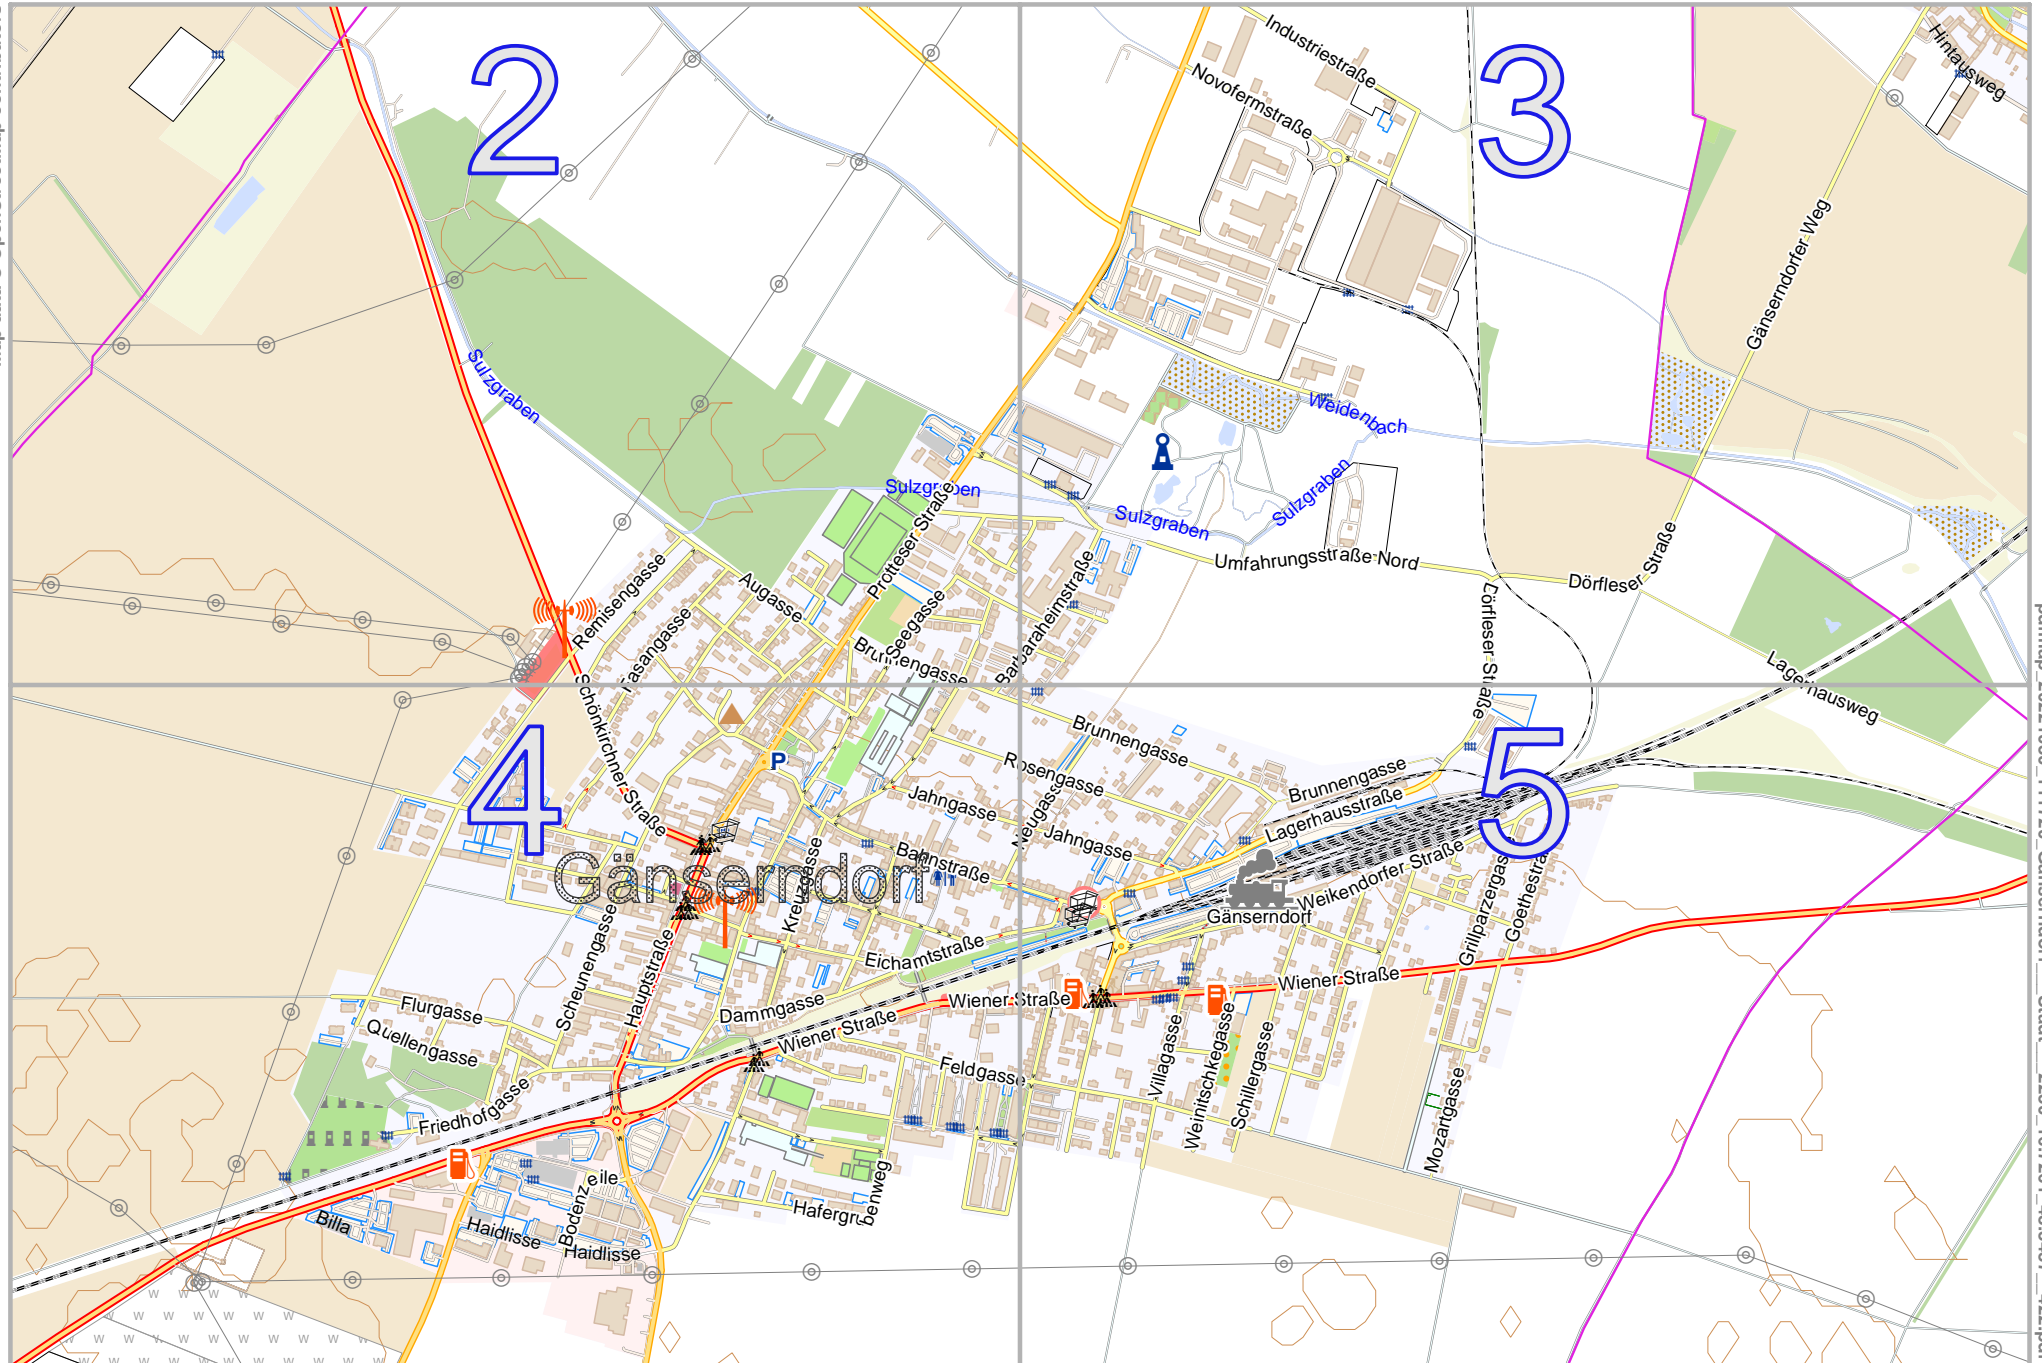 2
3
4
5
Industriestraße
Novofermstraße
Hintausweg
Gänserndorfer Weg
Sulzgraben
Weidenbach
Sulzgraben
Sulzgraben
Sulzgraben
Umfahrungsstraße Nord
Dörfleser Straße
Dörfleser Straße
Protteser Straße
Remisengasse
Augasse
Fasangasse
Seegasse
Brunnengasse
Barbaraheimstraße
Lagerhausweg
Schönkirchner Straße
P
Brunnengasse
Rosengasse
Brunnengasse
Jahngasse
Neugasse
Jahngasse
Lagerhausstraße
Bahnstraße
Gänserndorf
Kreuzgasse
Weikendorfer Straße
Gänserndorf
Grillparzergasse
Goethestraße
Scheunengasse
Hauptstraße
Eichamtstraße
Wiener Straße
Wiener Straße
Flurgasse
Dammgasse
Wiener Straße
Quellengasse
Feldgasse
Villagasse
Weinitschkegasse
Schillergasse
Mozartgasse
Friedhofgasse
Billa
Haidlisse
Bodenzeile
Haidlisse
Hafergrubenweg